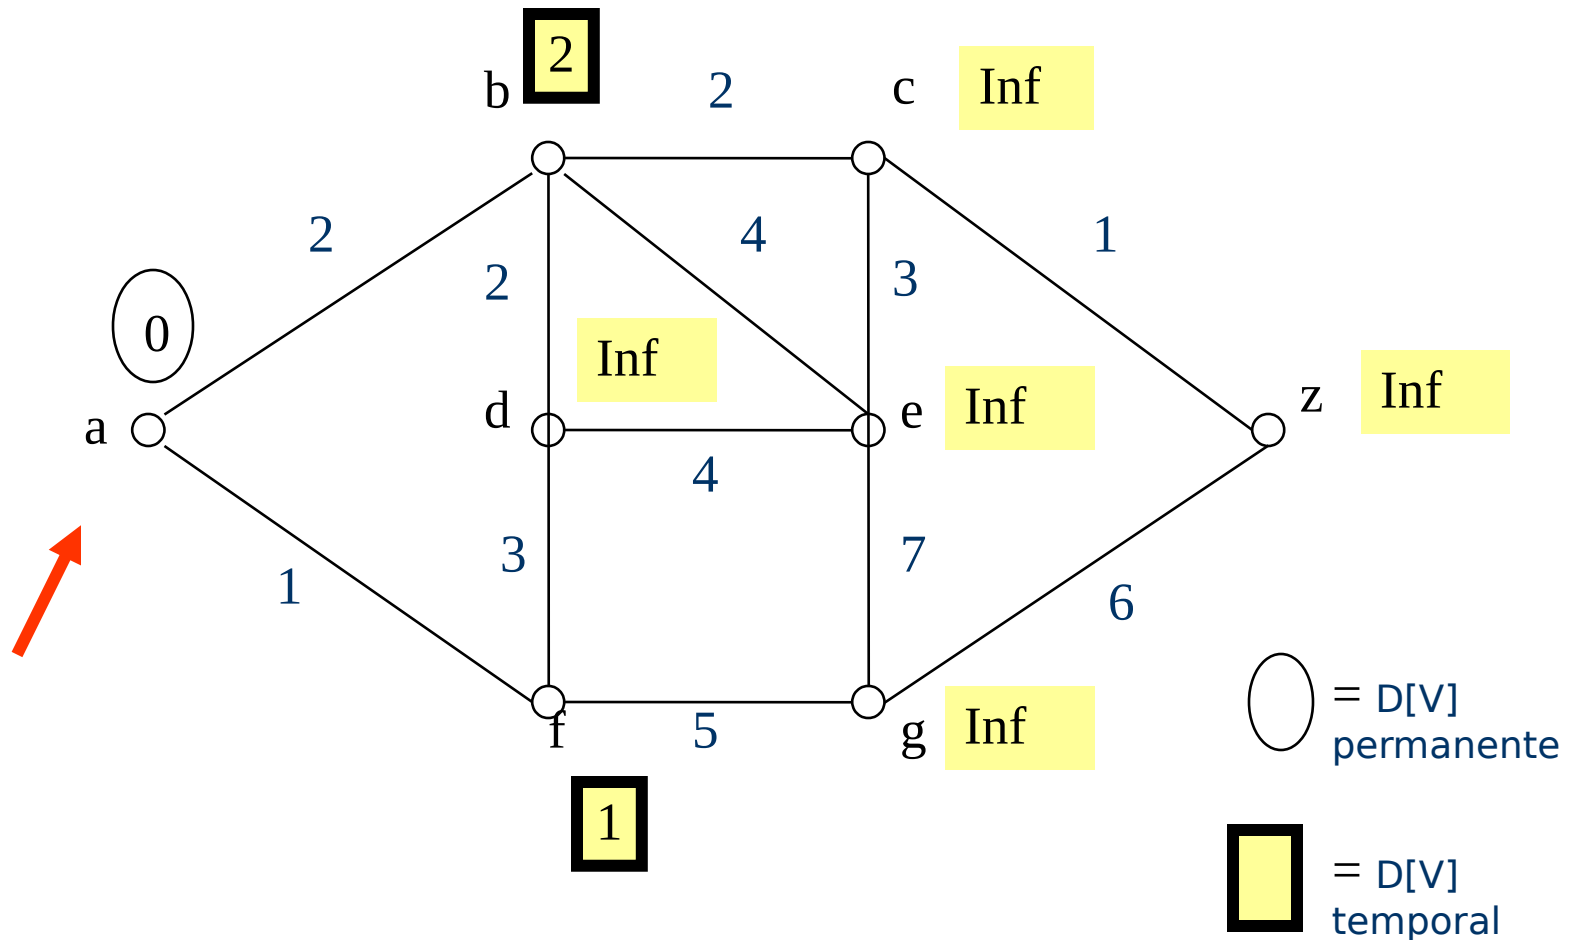 2
b
2
c
Inf
2
4
1
2
3
0
Inf
d
Inf
e
z
Inf
a
4
3
7
1
6
f
5
g
Inf
= D[V]
permanente
1
= D[V]
temporal